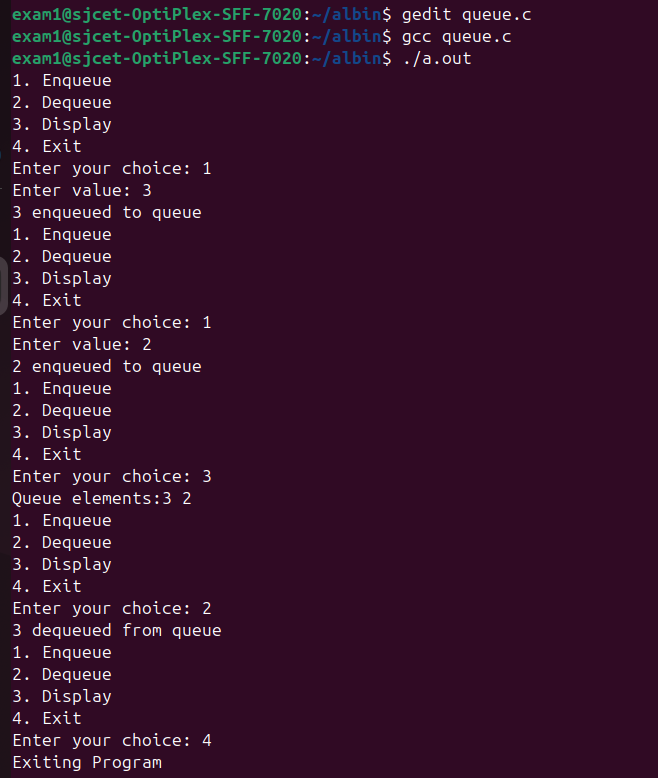 exam1@sjcet-OptiPlex-SFF-7020:~/albin$ gedit queue.c
exam1@sjcet-OptiPlex-SFF-7020:~/albin$ gcc queue.c
exam1@sjcet-OptiPlex-SFF-7020:~/albin$ ./a.out
1. Enqueue
2. Dequeue
3. Display
4. Exit
Enter your choice: 1
Enter value: 3
3 enqueued to queue
1. Enqueue
2. Dequeue
3. Display
4. Exit
Enter your choice: 1
Enter value: 2
2 enqueued to queue
1. Enqueue
2. Dequeue
3. Display
4. Exit
Enter your choice: 3
Queue elements:3 2
1. Enqueue
2. Dequeue
3. Display
4. Exit
Enter your choice: 2
3 dequeued from queue
1. Enqueue
2. Dequeue
3. Display
4. Exit
Enter your choice: 4
Exiting Program